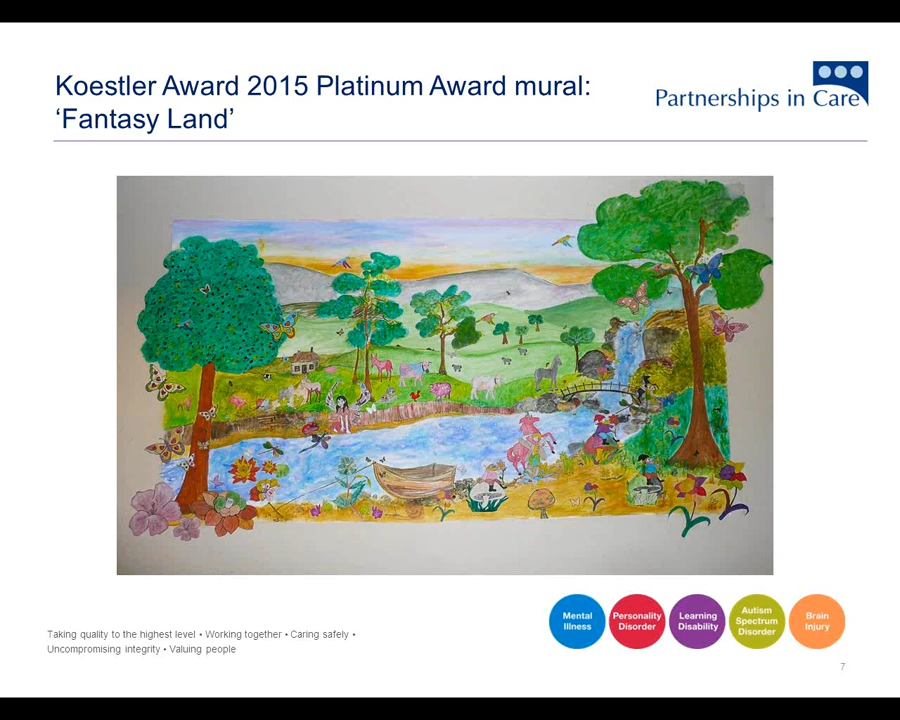 Koestler Award 2015 Platinum Award mural:
‘Fantasy Land’
Partnerships in Care
Taking quality to the highest level • Working together • Caring safely •
Uncompromising integrity • Valuing people
Mental
Illness
Personality
Disorder
Learning
Disability
Autism
Spectrum
Disorder
Brain
Injury
7